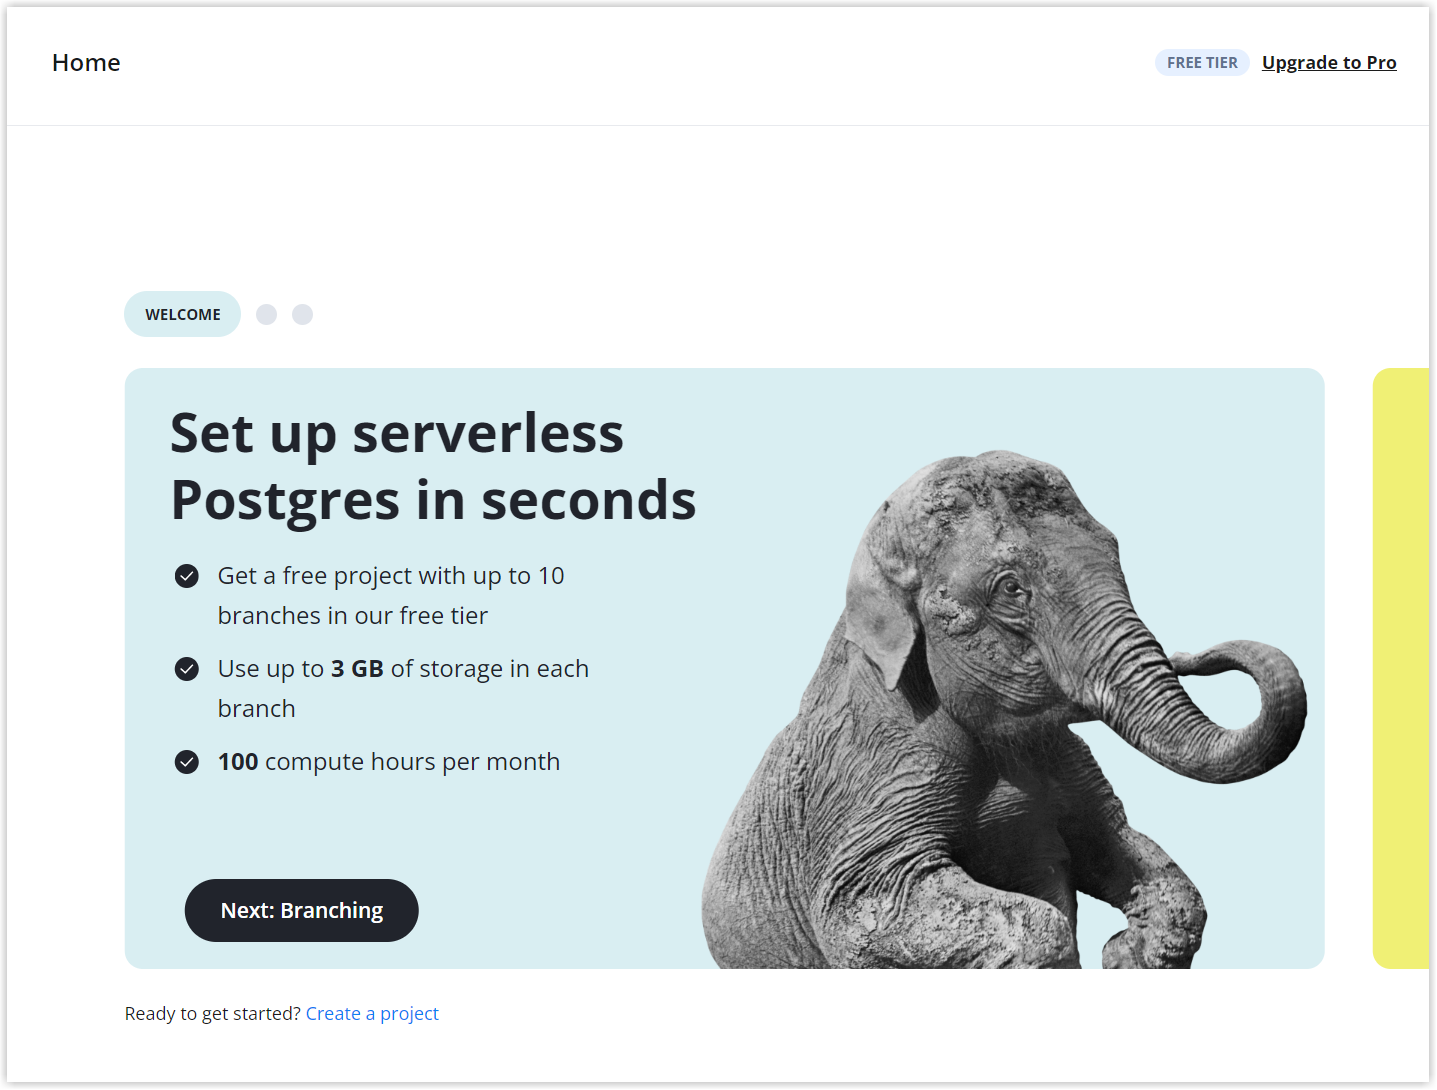 Home
FREE TIER
Upgrade to Pro
WELCOME
Set up serverless
Postgres in seconds
Get a free project with up to 10
branches in our free tier
Use up to 3 GB of storage in each
branch
100 compute hours per month
Next: Branching
Ready to get started? Create a project